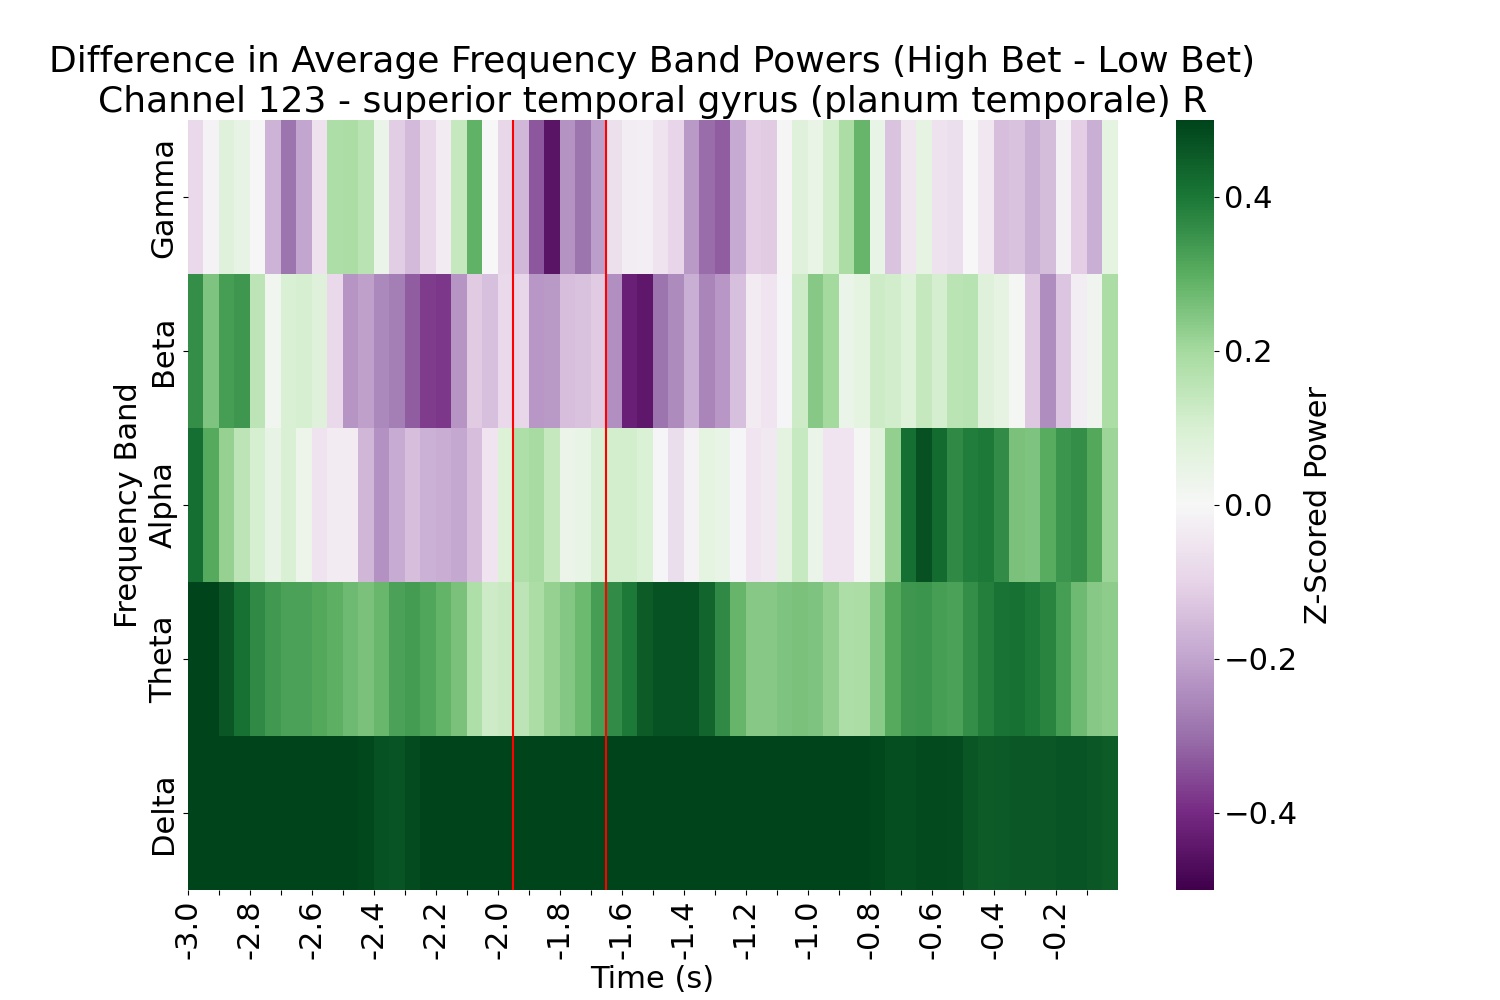 Difference in Average Frequency Band Powers (High Bet - Low Bet)
Channel 123 - superior temporal gyrus (planum temporale) R
Frequency Band
Gamma
Beta
Alpha
Theta
Delta
-3.0
-2.8
-2.6
-2.4
-2.2
-2.0
-1.8
-1.6
-1.4
-1.2
-1.0
-0.8
-0.6
-0.4
-0.2
Time (s)
0.4
0.2
0.0
−0.2
−0.4
Z-Scored Power